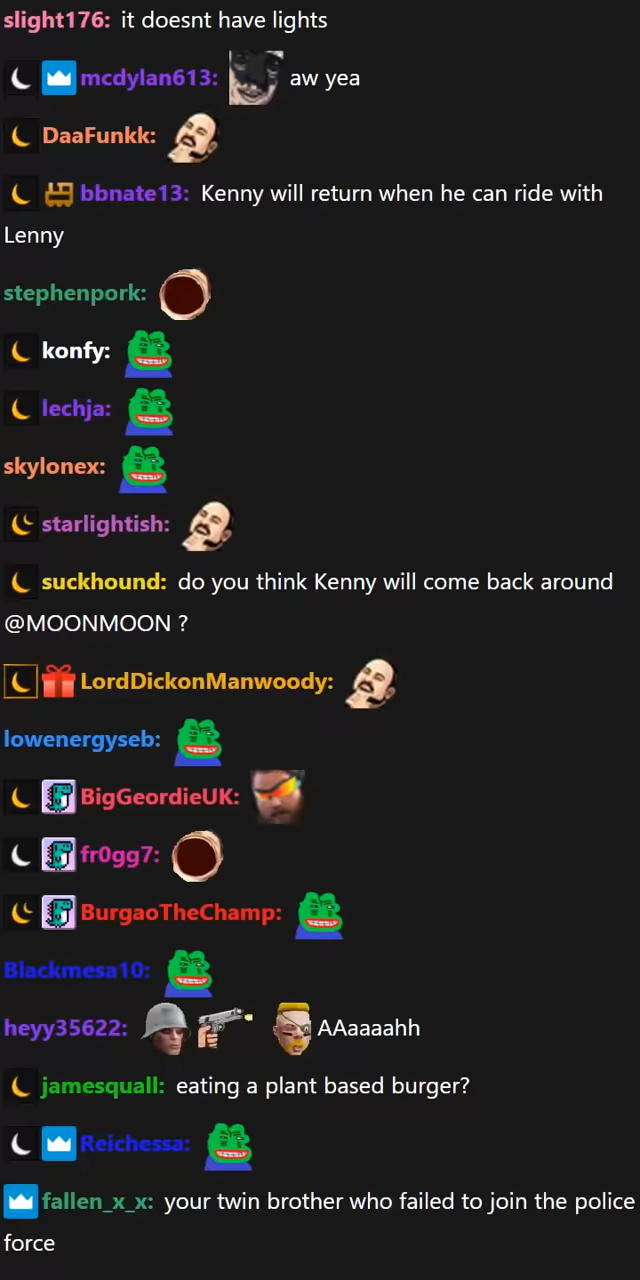 slight176: it doesnt have lights
mcdylan613: aw yea
DaaFunkk:
bbnate13: Kenny will return when he can ride with
Lenny
stephenpork:
konfy:
lechja:
skylonex:
starlightish:
suckhound: do you think Kenny will come back around
@MOONMOON ?
LordDickonManwoody:
lowenergyseb:
BigGeordieUK:
fr0gg7:
BurgaoTheChamp:
Blackmesa10:
heyy35622: AAaaaahh
jamesquall: eating a plant based burger?
Reichessa:
fallen_x_x: your twin brother who failed to join the police
force